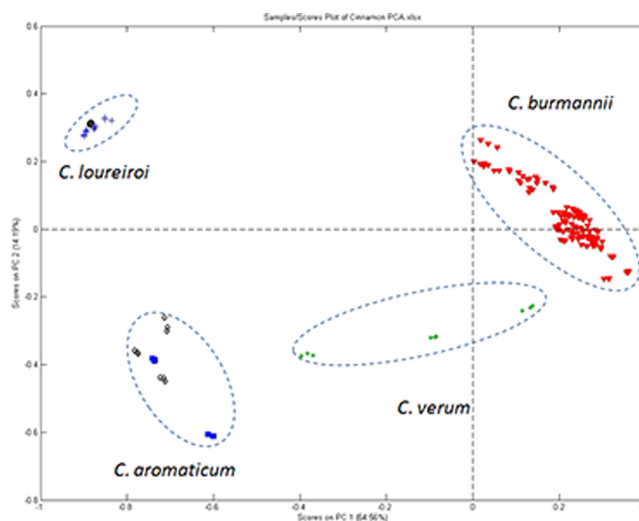 Samples/Scores Plot of Cinnamon PCA.xlsx
0.6
C. burmannii
0.4
C. loureiroi
0.2
0
Scores on PC 2 (14.19%)
-0.2
-0.4
C. verum
-0.6
C. aromaticum
-0.8
-1 -0.8 -0.6 -0.4 -0.2 0 0.2
Scores on PC 1 (64.56%)